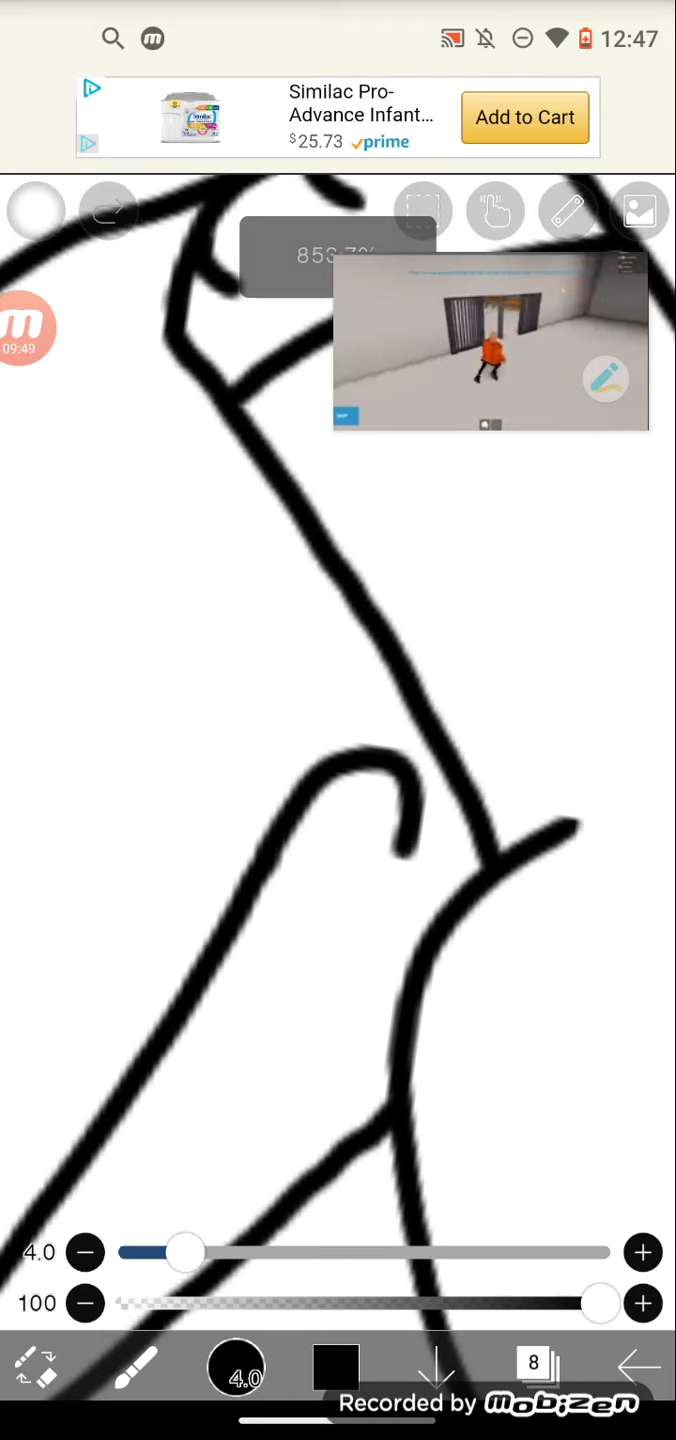 12:47
Similac Pro-
Advance Infant...
$25.73 prime
Add to Cart
09:49
4.0
100
4.0
8
Recorded by mobizen